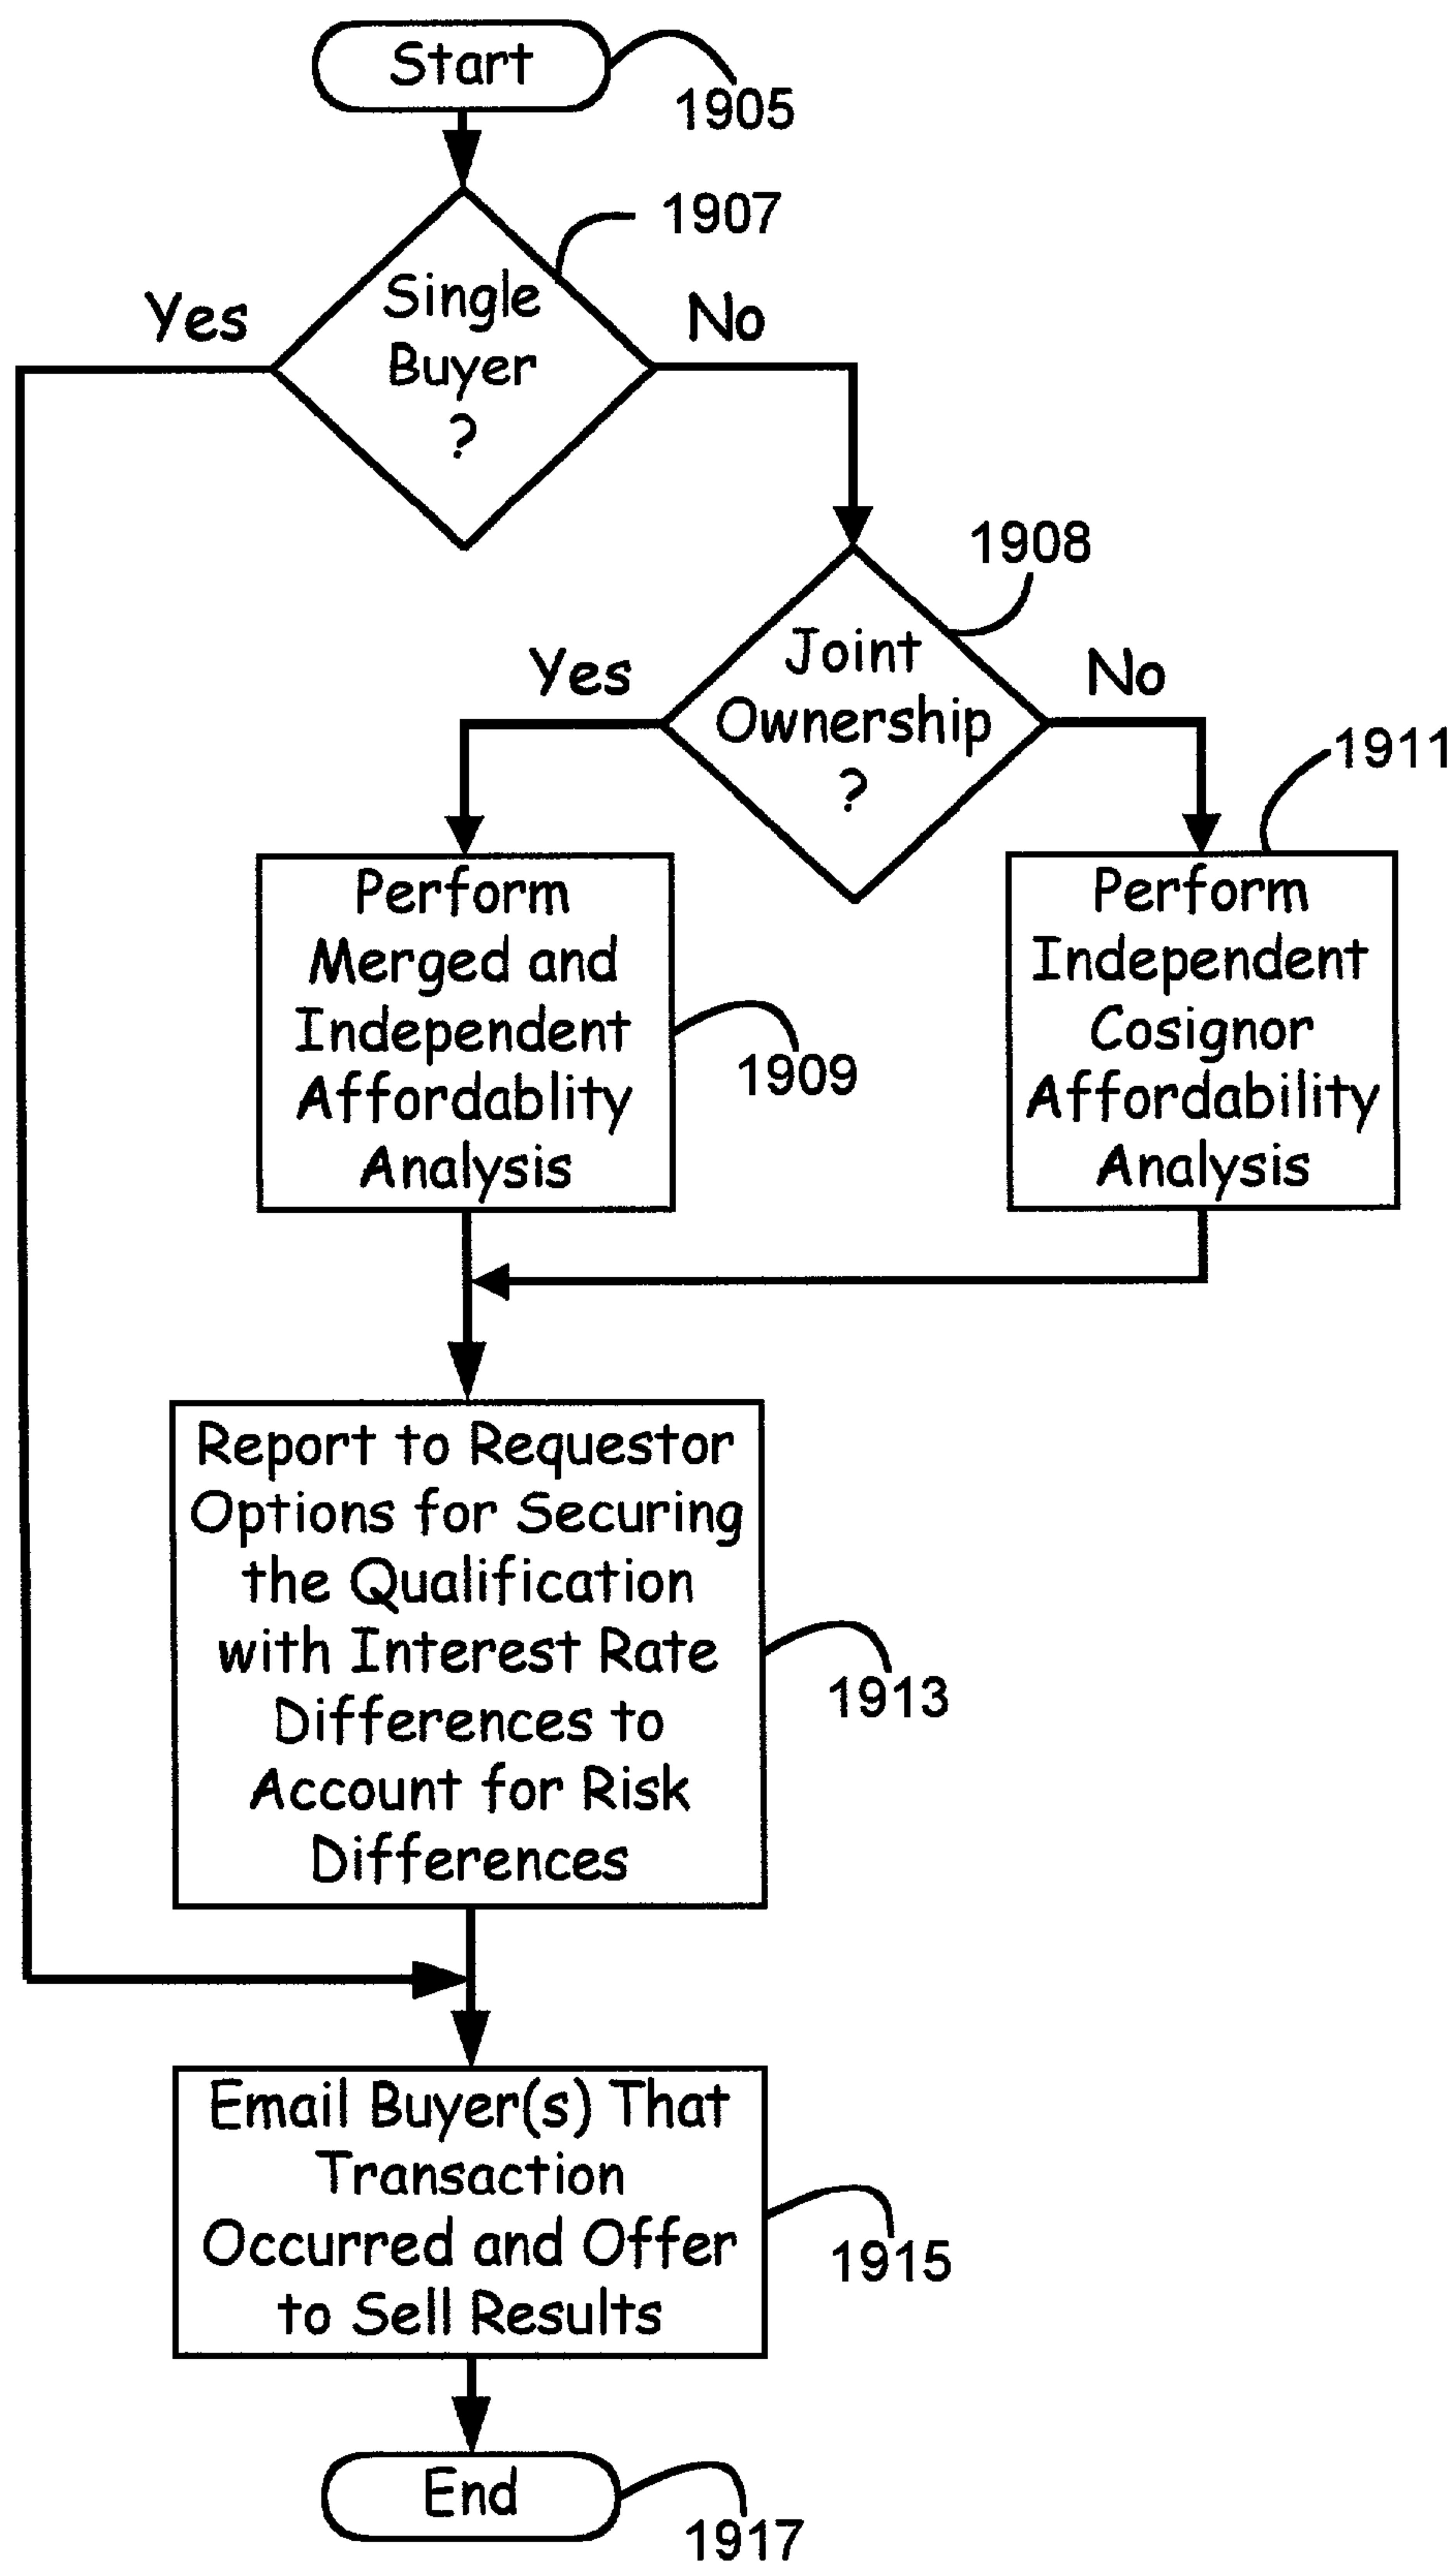 Start
1905
1907
Yes
Single
Buyer
?
No
1908
Yes
Joint
Ownership
?
No
1911
Perform
Merged and
Independent
Affordablity
Analysis
1909
Perform
Independent
Cosignor
Affordability
Analysis
Report to Requestor
Options for Securing
the Qualification
with Interest Rate
Differences to
Account for Risk
Differences
1913
Email Buyer(s) That
Transaction
Occurred and Offer
to Sell Results
1915
End
1917